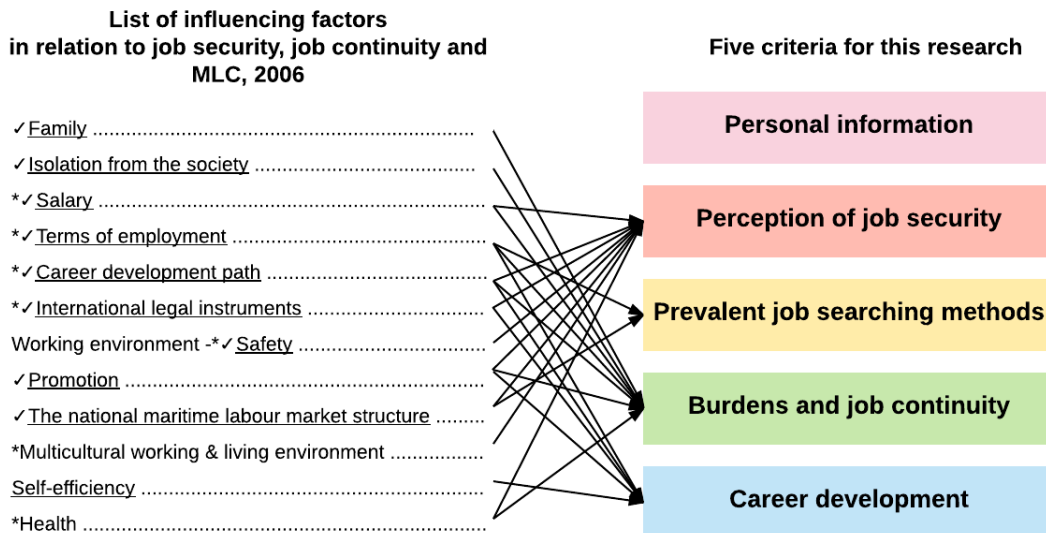 List of influencing factors
in relation to job security, job continuity and
MLC, 2006
Five criteria for this research
✓Family ......................................................................
✓Isolation from the society ........................................
*✓Salary ......................................................................
*✓Terms of employment ..............................................
*✓Career development path ........................................
*✓International legal instruments ................................
Working environment -*✓Safety ..................................
✓Promotion .................................................................
✓The national maritime labour market structure .........
*Multicultural working & living environment .................
Self-efficiency ..............................................................
*Health .........................................................................
Personal information
Perception of job security
Prevalent job searching methods
Burdens and job continuity
Career development